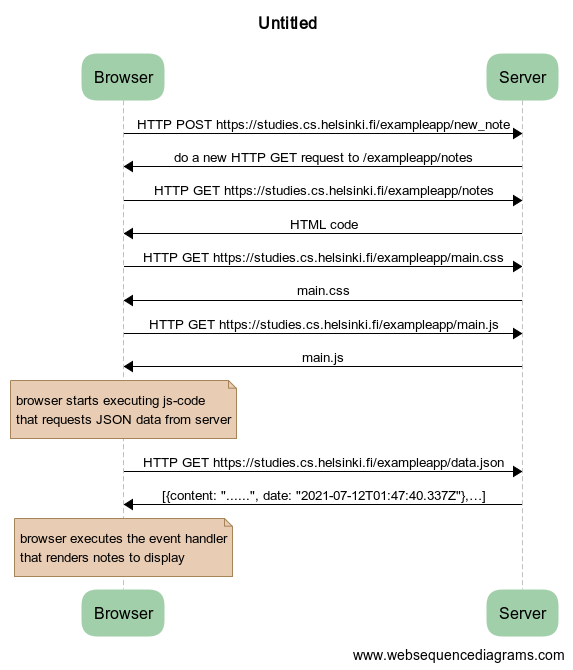 Untitled
Browser
Server
HTTP POST https://studies.cs.helsinki.fi/exampleapp/new_note
do a new HTTP GET request to /exampleapp/notes
HTTP GET https://studies.cs.helsinki.fi/exampleapp/notes
HTML code
HTTP GET https://studies.cs.helsinki.fi/exampleapp/main.css
main.css
HTTP GET https://studies.cs.helsinki.fi/exampleapp/main.js
main.js
browser starts executing js-code
that requests JSON data from server
HTTP GET https://studies.cs.helsinki.fi/exampleapp/data.json
[{content: "......", date: "2021-07-12T01:47:40.337Z"},…]
browser executes the event handler
that renders notes to display
Browser
Server
www.websequencediagrams.com